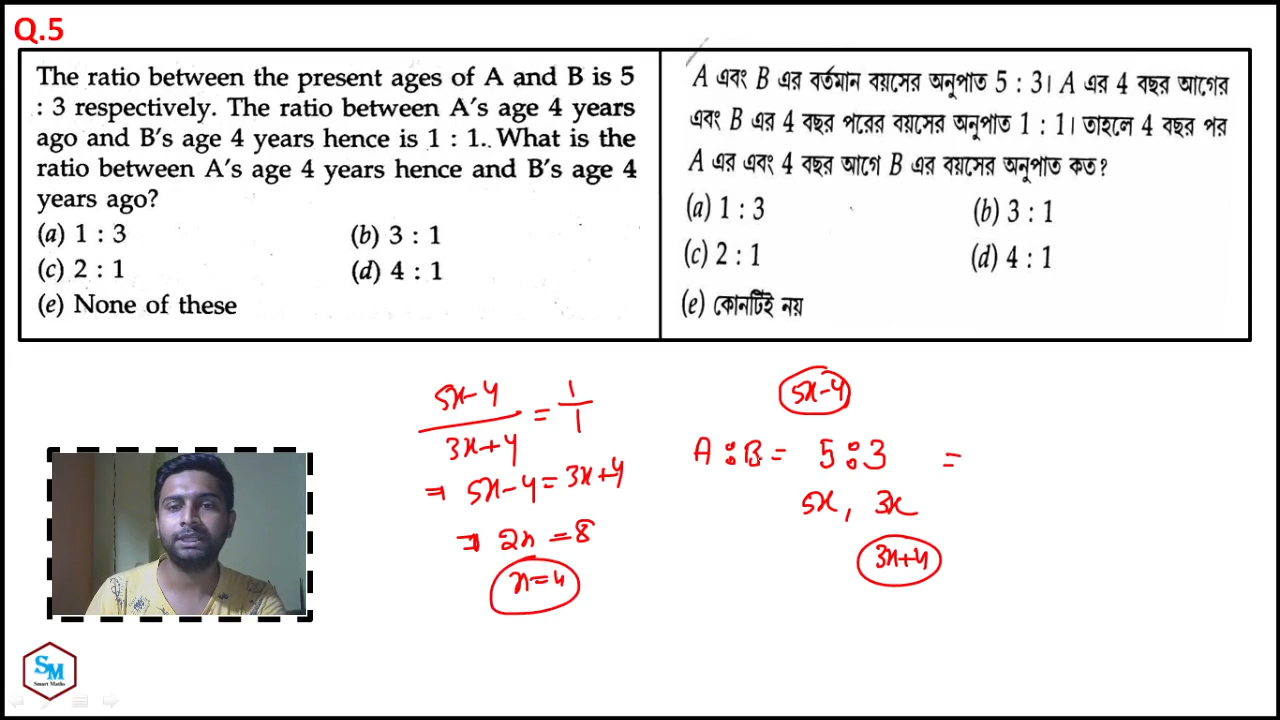 Q.5
The ratio between the present ages of A and B is 5
: 3 respectively. The ratio between A's age 4 years
ago and B's age 4 years hence is 1 : 1. What is the
ratio between A's age 4 years hence and B's age 4
years ago?
(a) 1 : 3 (b) 3 : 1
(c) 2 : 1 (d) 4 : 1
(e) None of these
A এবং B এর বর্তমান বয়সের অনুপাত 5 : 3। A এর 4 বছর আগের
এবং B এর 4 বছর পরের বয়সের অনুপাত 1 : 1। তাহলে 4 বছর পর
A এর এবং 4 বছর আগে B এর বয়সের অনুপাত কত?
(a) 1 : 3 (b) 3 : 1
(c) 2 : 1 (d) 4 : 1
(e) কোনটিই নয়
5x-4
3x+4
= 1
1
⇒ 5x-4 = 3x+4
⇒ 2x = 8
x=4
5x-4
A : B = 5 : 3 =
5x, 3x
3x+4
SM
Smart Maths